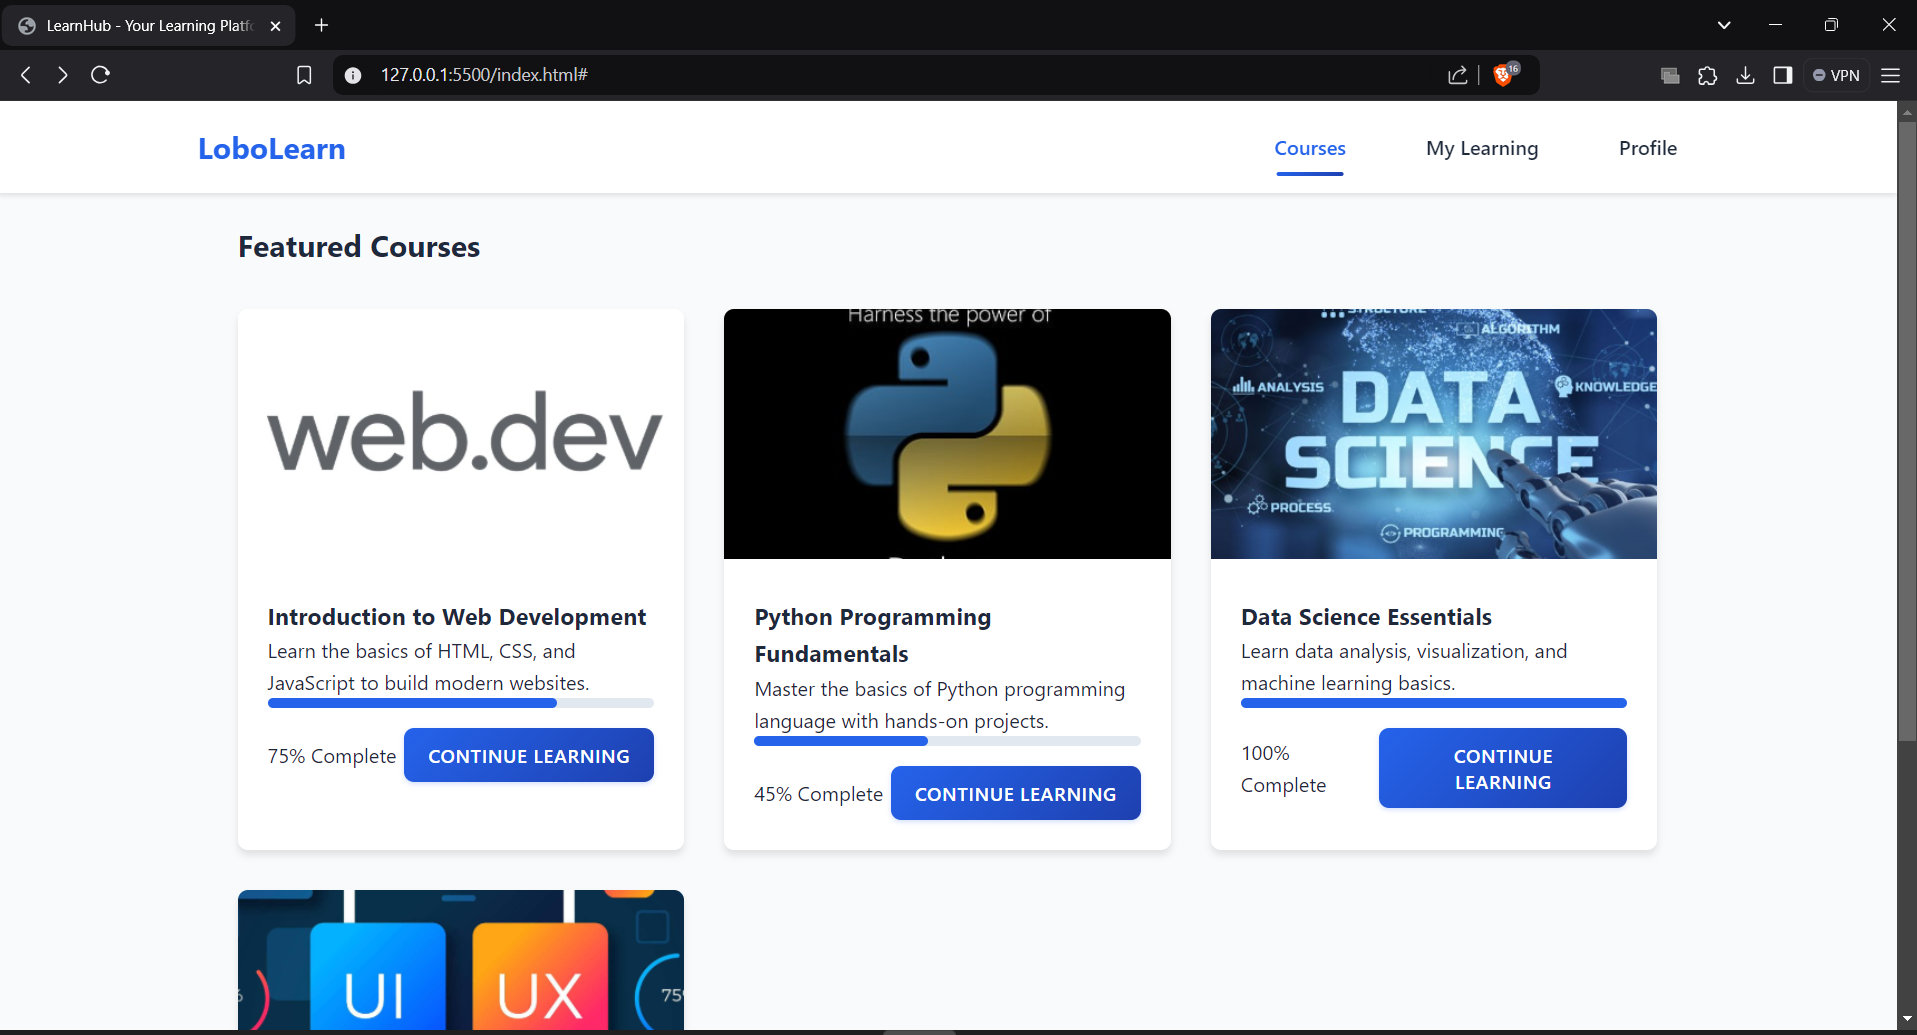 LearnHub - Your Learning Platf
127.0.0.1:5500/index.html#
16
VPN
LoboLearn
Courses
My Learning
Profile
Featured Courses
web.dev
Harness the power of
STRUCTURE
ALGORITHM
ANALYSIS
KNOWLEDGE
DATA
SCIENCE
PROCESS
PROGRAMMING
Introduction to Web Development
Learn the basics of HTML, CSS, and
JavaScript to build modern websites.
75% Complete
CONTINUE LEARNING
Python Programming
Fundamentals
Master the basics of Python programming
language with hands-on projects.
45% Complete
CONTINUE LEARNING
Data Science Essentials
Learn data analysis, visualization, and
machine learning basics.
100%
Complete
CONTINUE
LEARNING
UI
UX
75